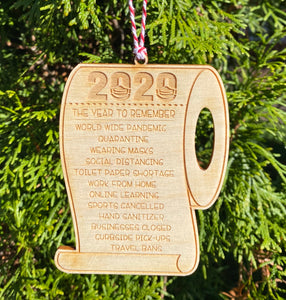 2020
THE YEAR TO REMEMBER
WORLD WIDE PANDEMIC
QUARANTINE
WEARING MASKS
SOCIAL DISTANCING
TOILET PAPER SHORTAGE
WORK FROM HOME
ONLINE LEARNING
SPORTS CANCELLED
HAND SANITIZER
BUSINESSES CLOSED
CURBSIDE PICK-UPS
TRAVEL BANS